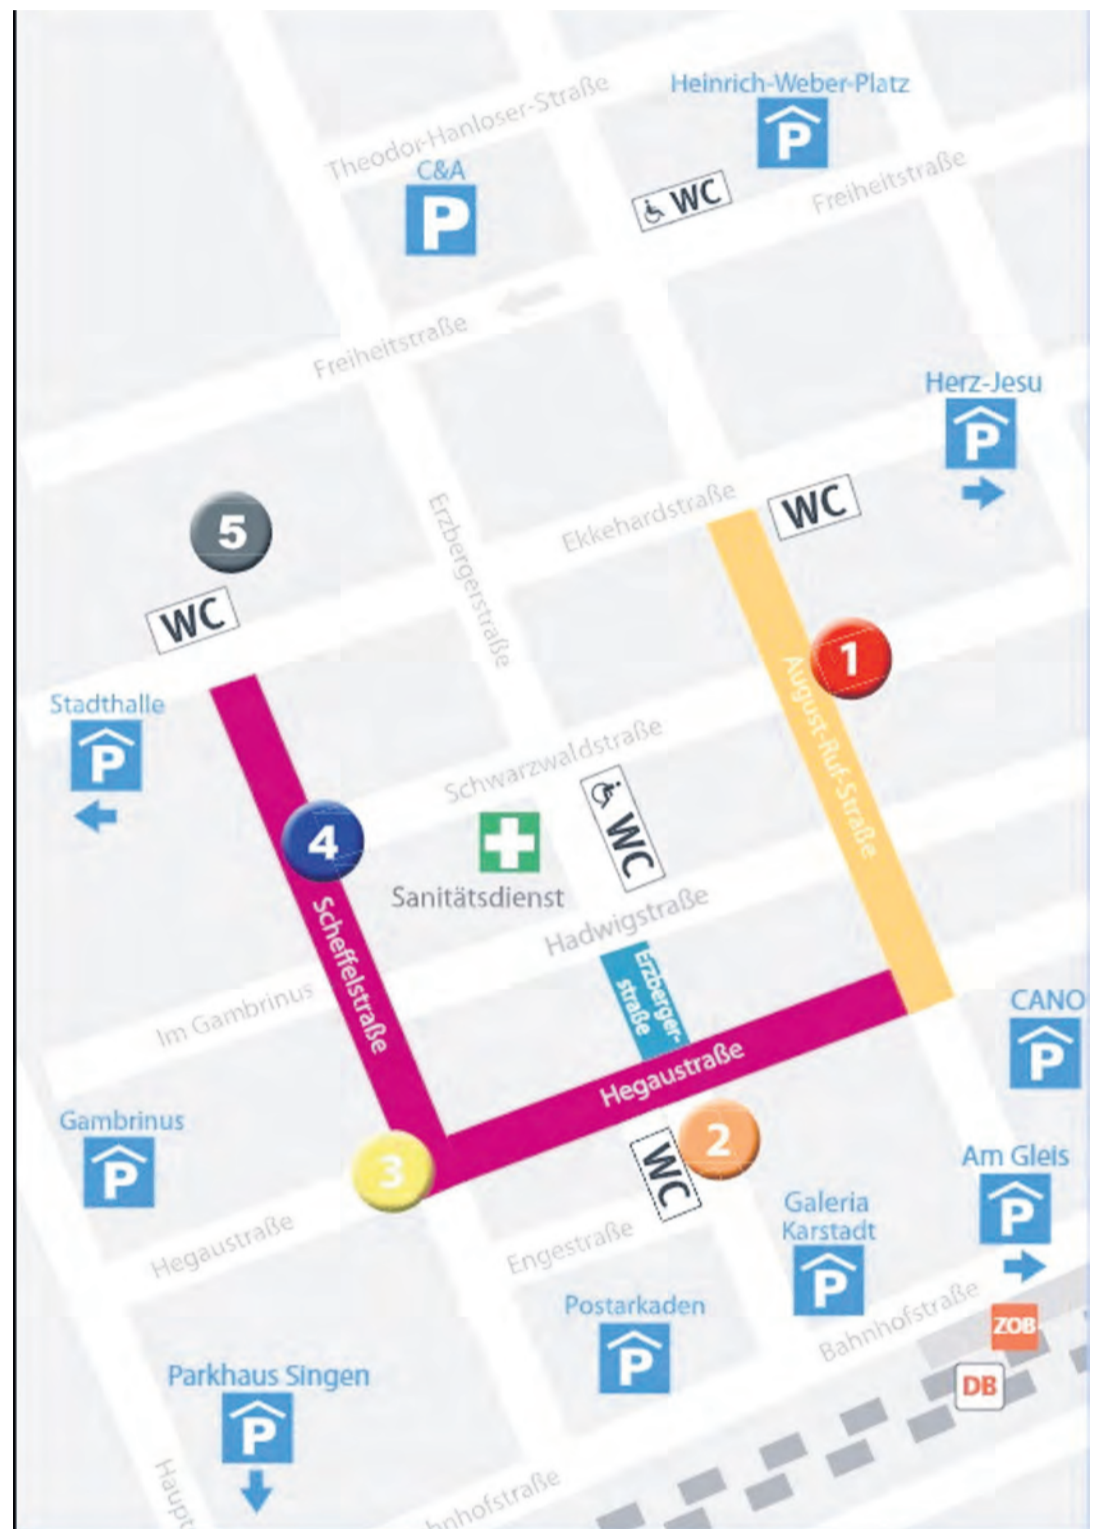 Heinrich-Weber-Platz
P
Theodor-Hanloser-Straße
C&A
P
WC
Freiheitstraße
Freiheitstraße
Herz-Jesu
P
WC
Ekkehardstraße
Erzbergerstraße
5
WC
1
August-Ruf-Straße
Stadthalle
P
Schwarzwaldstraße
WC
4
Sanitätsdienst
Scheffelstraße
Hadwigstraße
Erzberger-
straße
Im Gambrinus
CANO
P
Hegaustraße
Gambrinus
P
3
2
WC
Am Gleis
P
Galeria
Karstadt
P
Hegaustraße
Engestraße
Postarkaden
P
Bahnhofstraße
ZOB
DB
Parkhaus Singen
P
Haupt
hnhofstraße